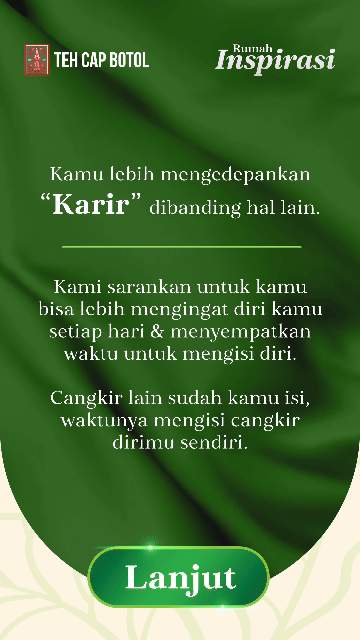 TEH CAP BOTOL
Rumah
Inspirasi
Kamu lebih mengedepankan
“Karir” dibanding hal lain.
Kami sarankan untuk kamu
bisa lebih mengingat diri kamu
setiap hari & menyempatkan
waktu untuk mengisi diri.
Cangkir lain sudah kamu isi,
waktunya mengisi cangkir
dirimu sendiri.
Lanjut